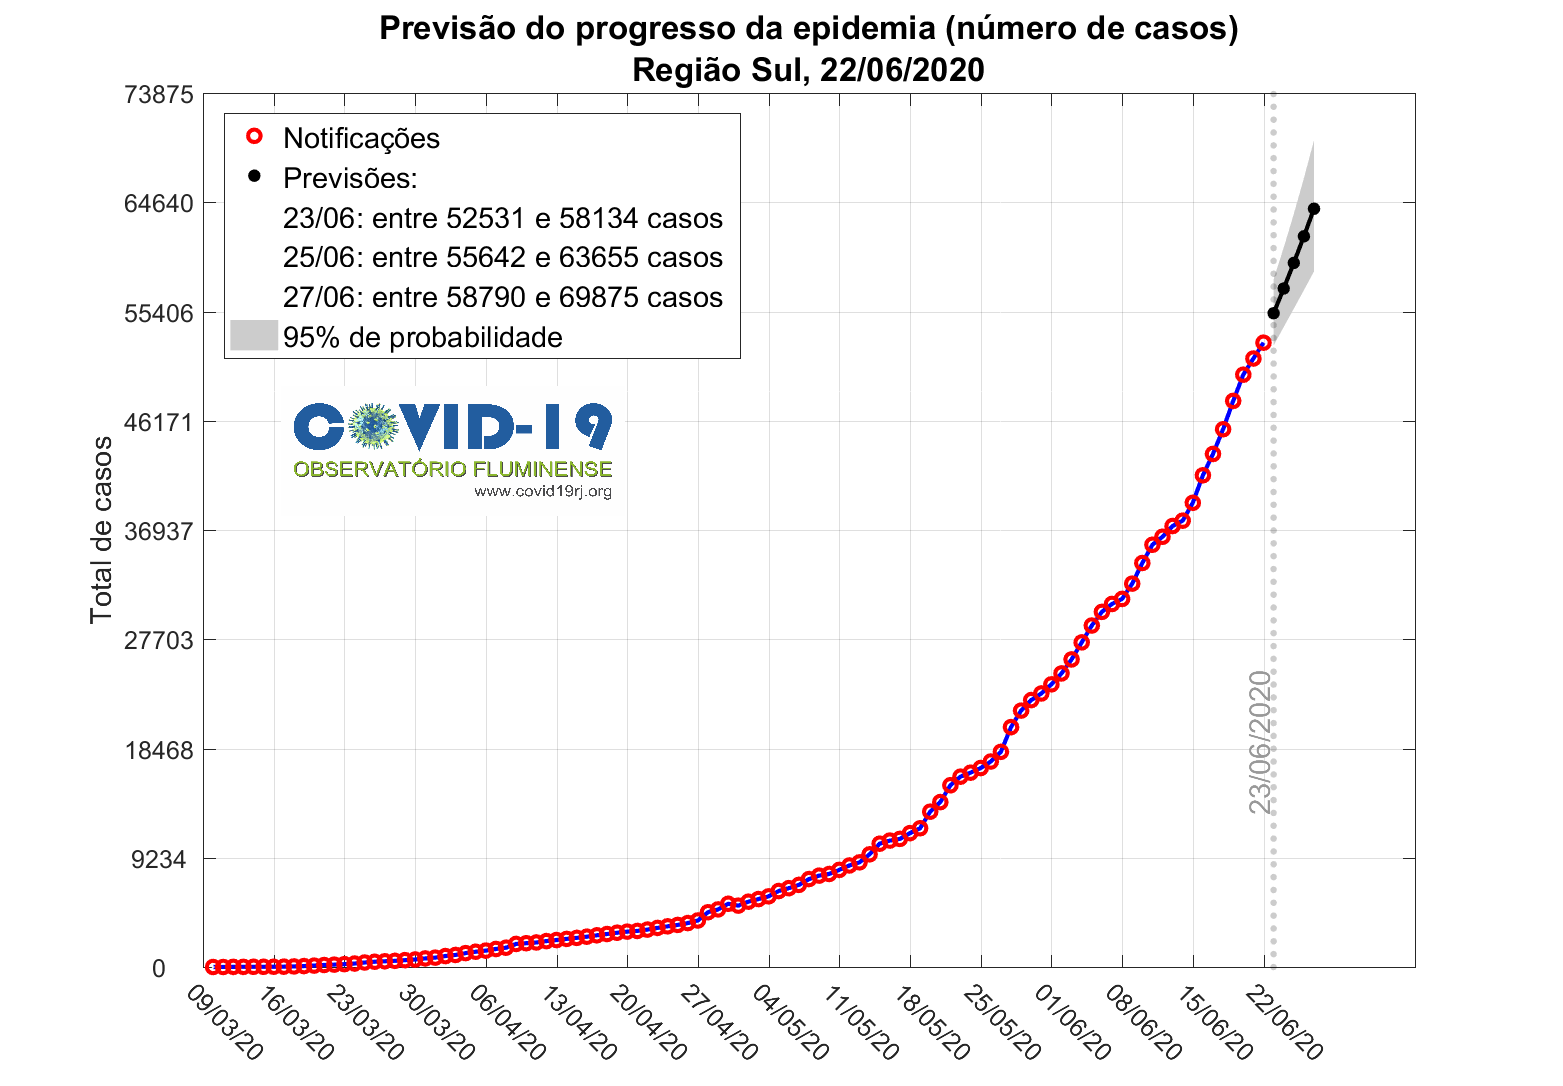 Previsão do progresso da epidemia (número de casos)
Região Sul, 22/06/2020
73875
64640
55406
46171
36937
27703
18468
9234
0
Total de casos
Notificações
Previsões:
23/06: entre 52531 e 58134 casos
25/06: entre 55642 e 63655 casos
27/06: entre 58790 e 69875 casos
95% de probabilidade
COVID-19
OBSERVATÓRIO FLUMINENSE
www.covid19rj.org
23/06/2020
09/03/20
16/03/20
23/03/20
30/03/20
06/04/20
13/04/20
20/04/20
27/04/20
04/05/20
11/05/20
18/05/20
25/05/20
01/06/20
08/06/20
15/06/20
22/06/20